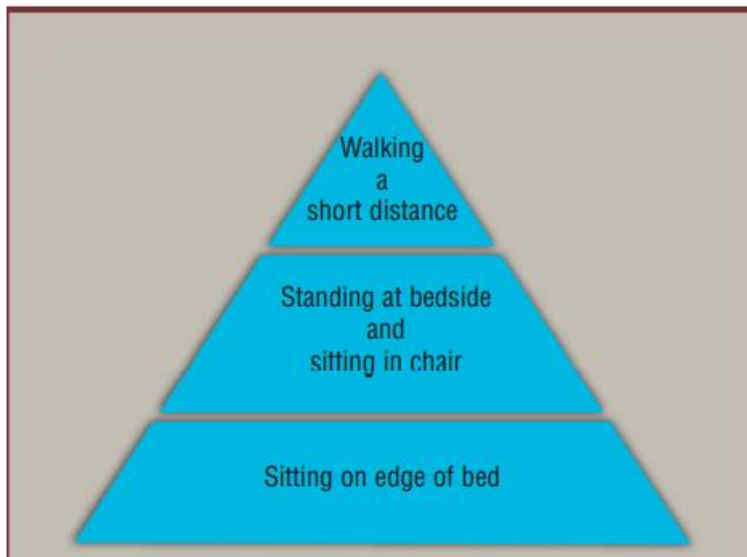 Walking
a
short distance
Standing at bedside
and
sitting in chair
Sitting on edge of bed